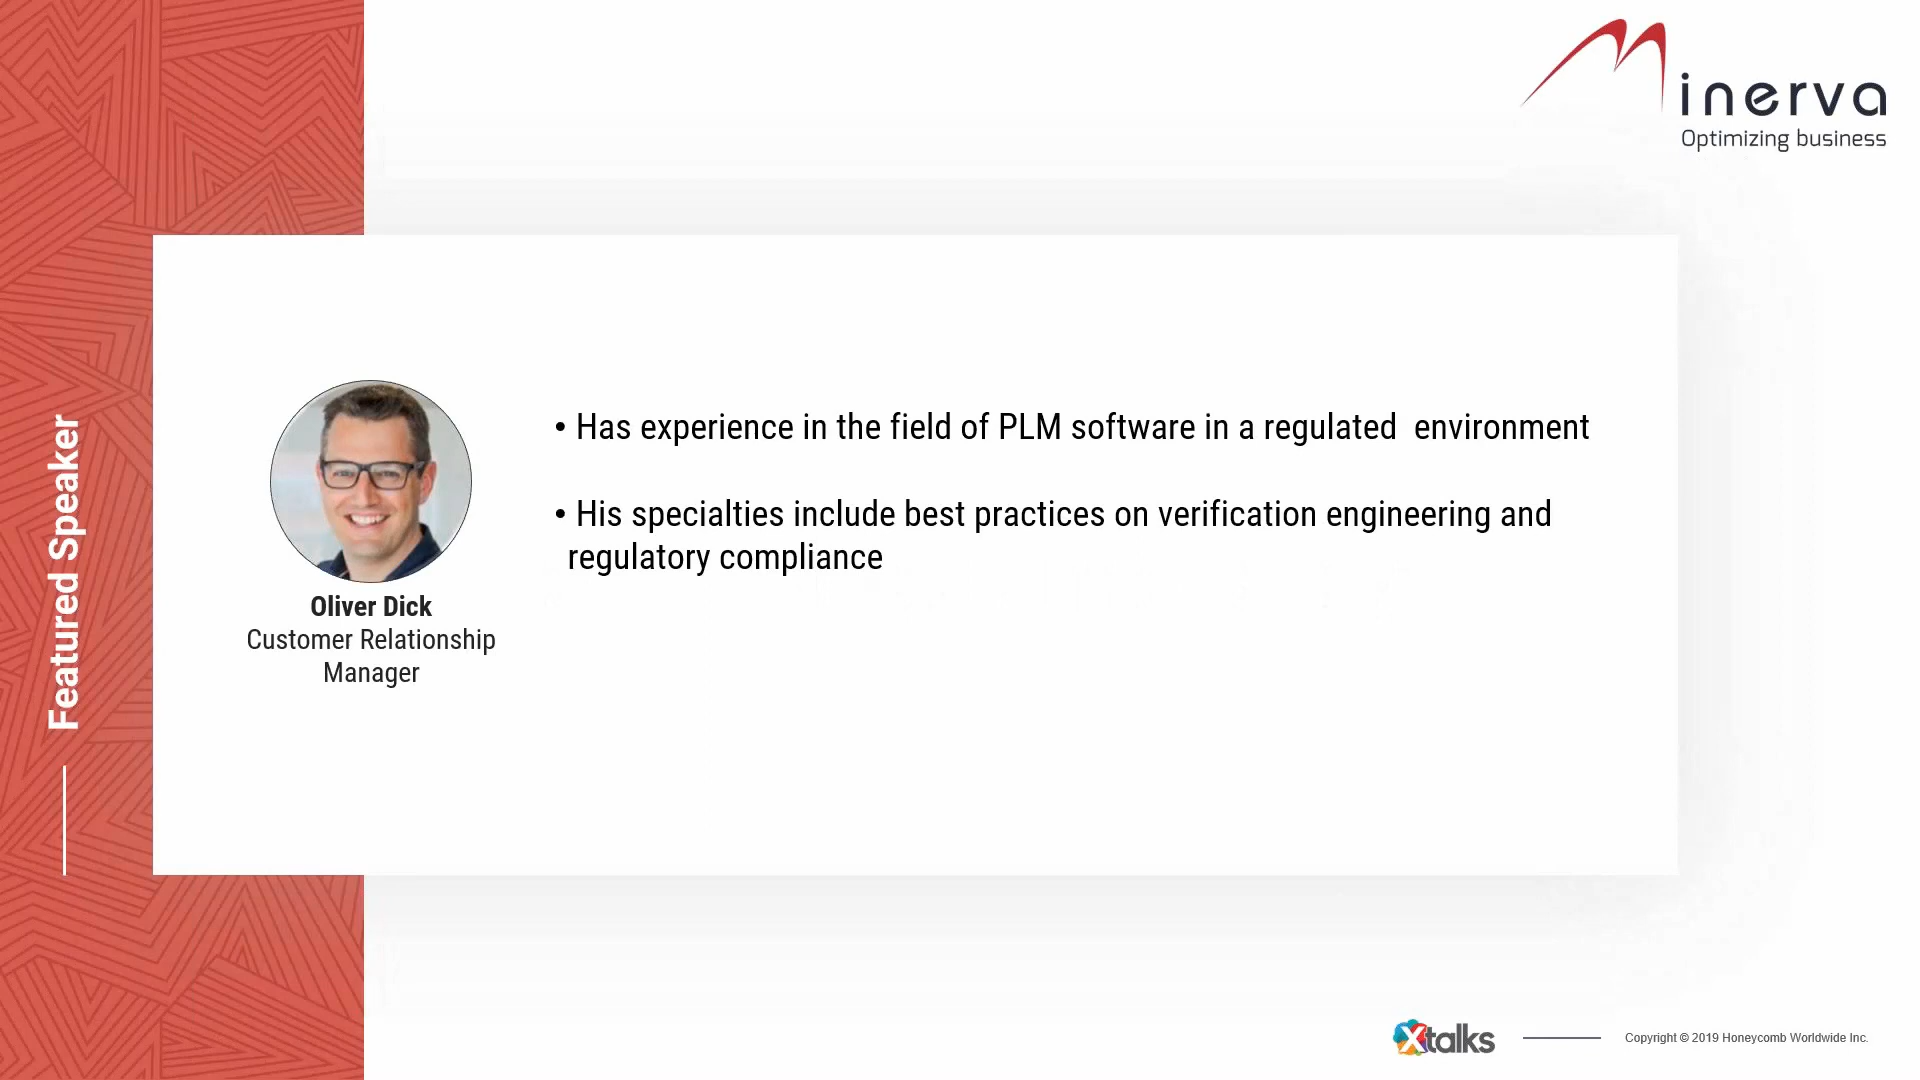 Minerva
Optimizing business
Featured Speaker
• Has experience in the field of PLM software in a regulated  environment
• His specialties include best practices on verification engineering and
regulatory compliance
Oliver Dick
Customer Relationship
Manager
Xtalks
Copyright © 2019 Honeycomb Worldwide Inc.